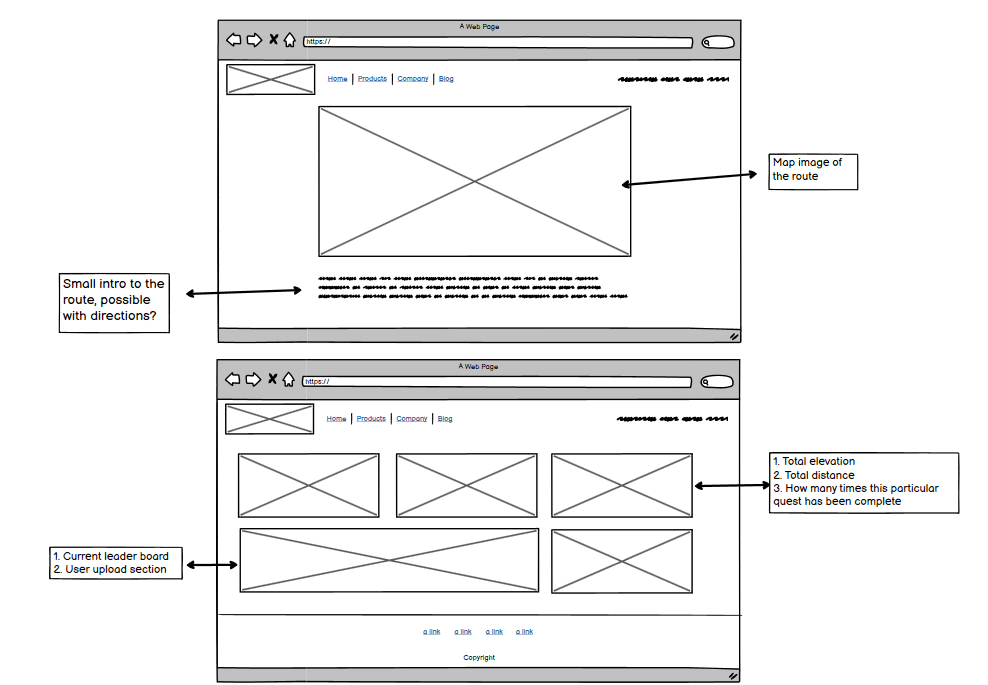 A Web Page
https://
Home | Products | Company | Blog
Map image of
the route
Small intro to the
route, possible
with directions?
A Web Page
https://
Home | Products | Company | Blog
1. Total elevation
2. Total distance
3. How many times this particular
quest has been complete
1. Current leader board
2. User upload section
a link a link a link a link
Copyright